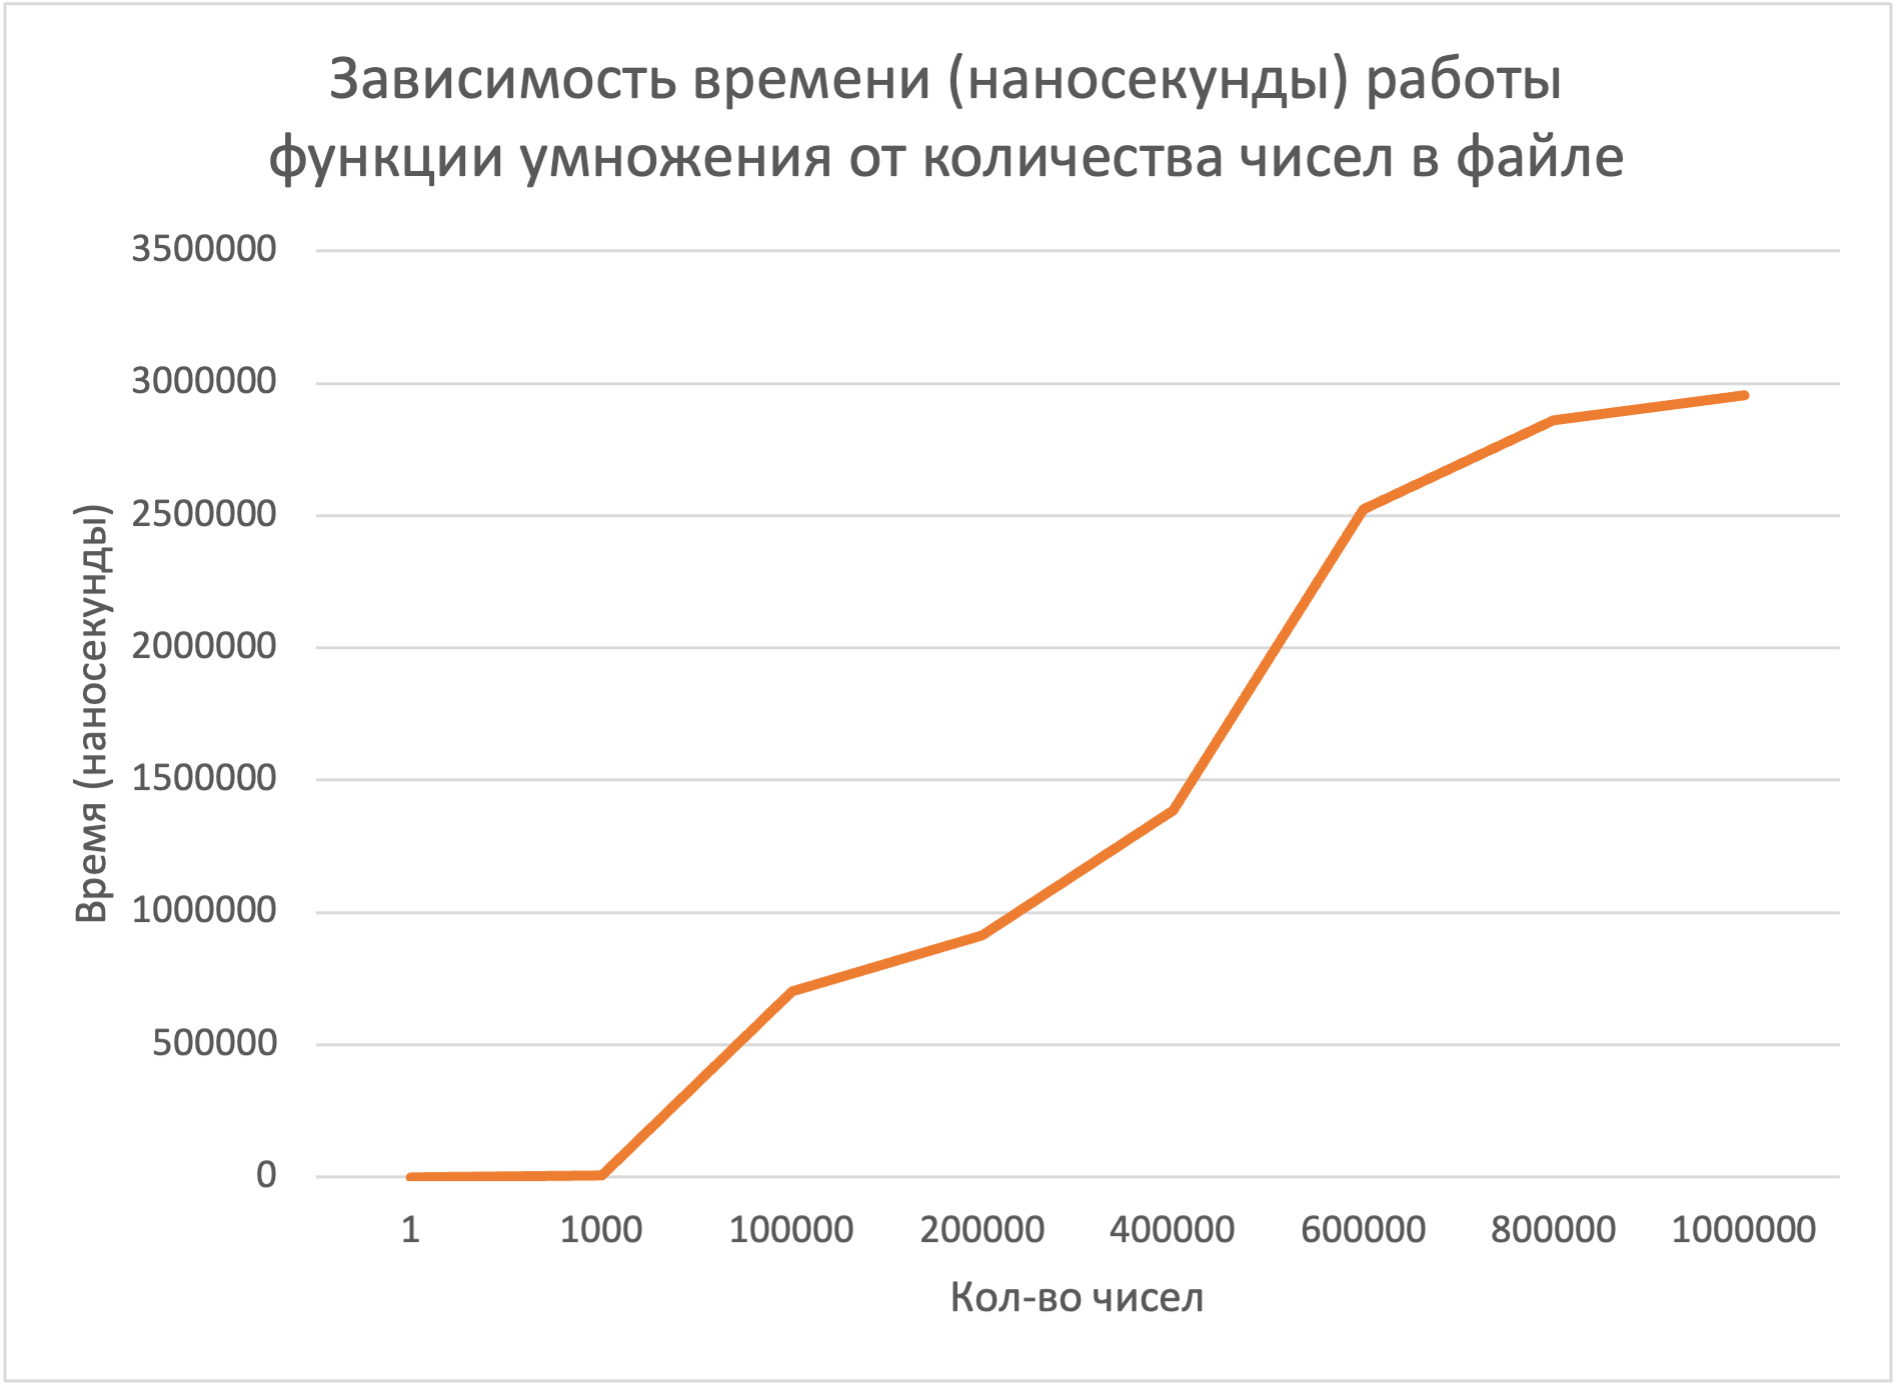 Зависимость времени (наносекунды) работы
функции умножения от количества чисел в файле
3500000
3000000
2500000
2000000
1500000
1000000
500000
0
Время (наносекунды)
1 1000 100000 200000 400000 600000 800000 1000000
Кол-во чисел